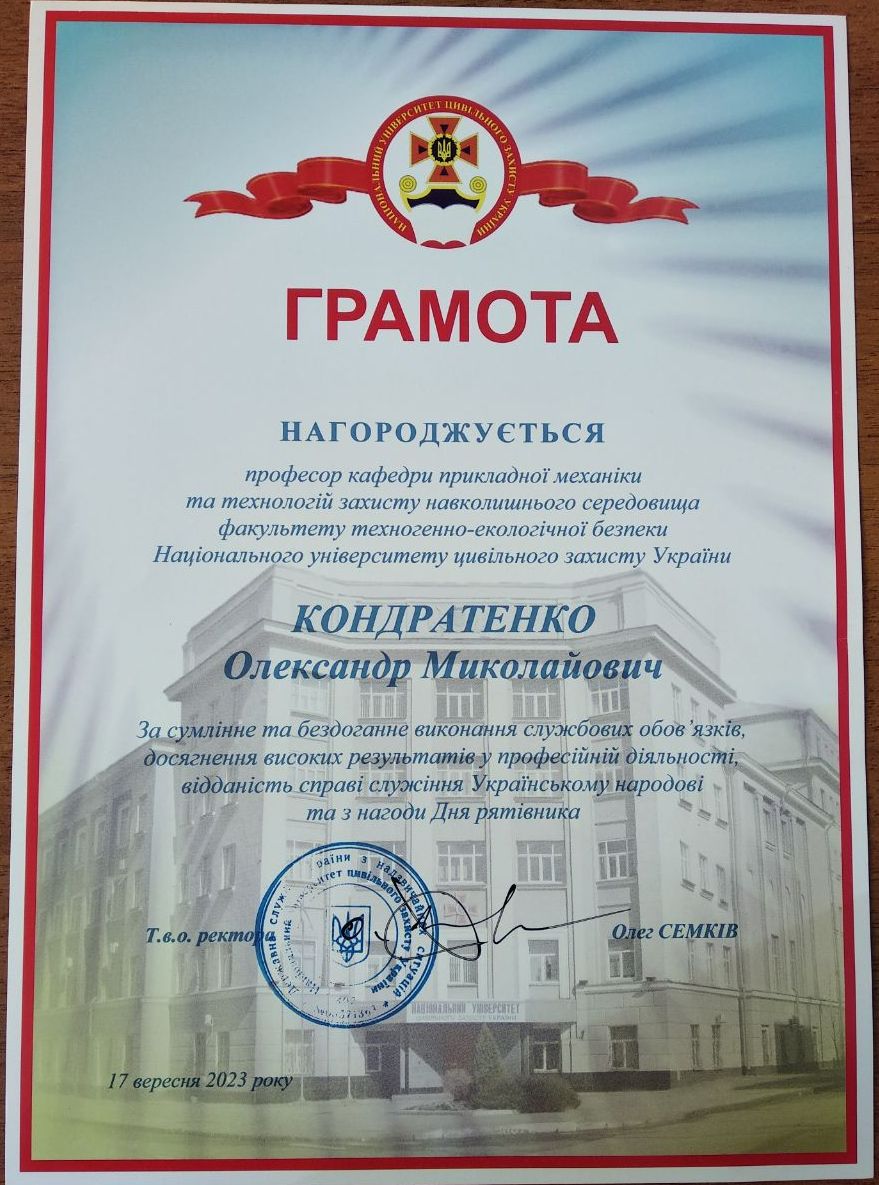 НАЦІОНАЛЬНИЙ УНІВЕРСИТЕТ ЦИВІЛЬНОГО ЗАХИСТУ УКРАЇНИ
ГРАМОТА
НАГОРОДЖУЄТЬСЯ
професор кафедри прикладної механіки
та технологій захисту навколишнього середовища
факультету техногенно-екологічної безпеки
Національного університету цивільного захисту України
КОНДРАТЕНКО
Олександр Миколайович
За сумлінне та бездоганне виконання службових обов’язків,
досягнення високих результатів у професійній діяльності,
відданість справі служіння Українському народові
та з нагоди Дня рятівника
Т.в.о. ректора
Олег СЕМКІВ
НАЦІОНАЛЬНИЙ УНІВЕРСИТЕТ
ЦИВІЛЬНОГО ЗАХИСТУ УКРАЇНИ
17 вересня 2023 року